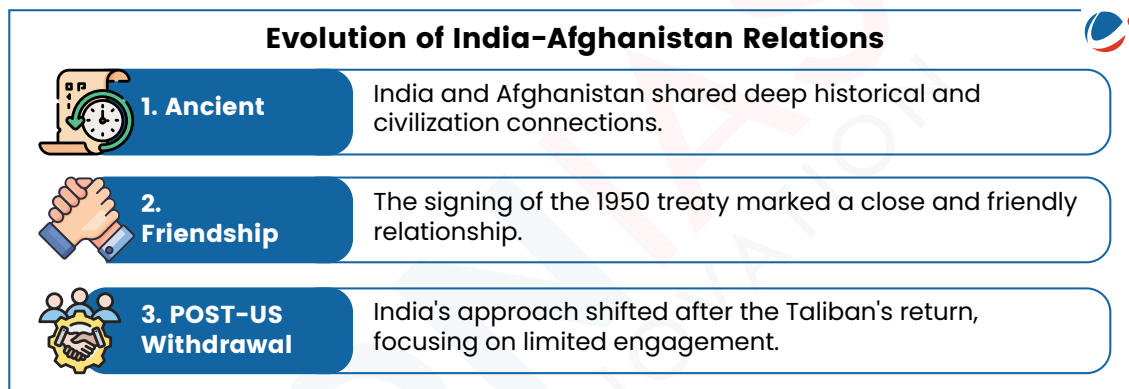 Evolution of India-Afghanistan Relations
1. Ancient
India and Afghanistan shared deep historical and
civilization connections.
2.
Friendship
The signing of the 1950 treaty marked a close and friendly
relationship.
3. POST-US
Withdrawal
India's approach shifted after the Taliban's return,
focusing on limited engagement.